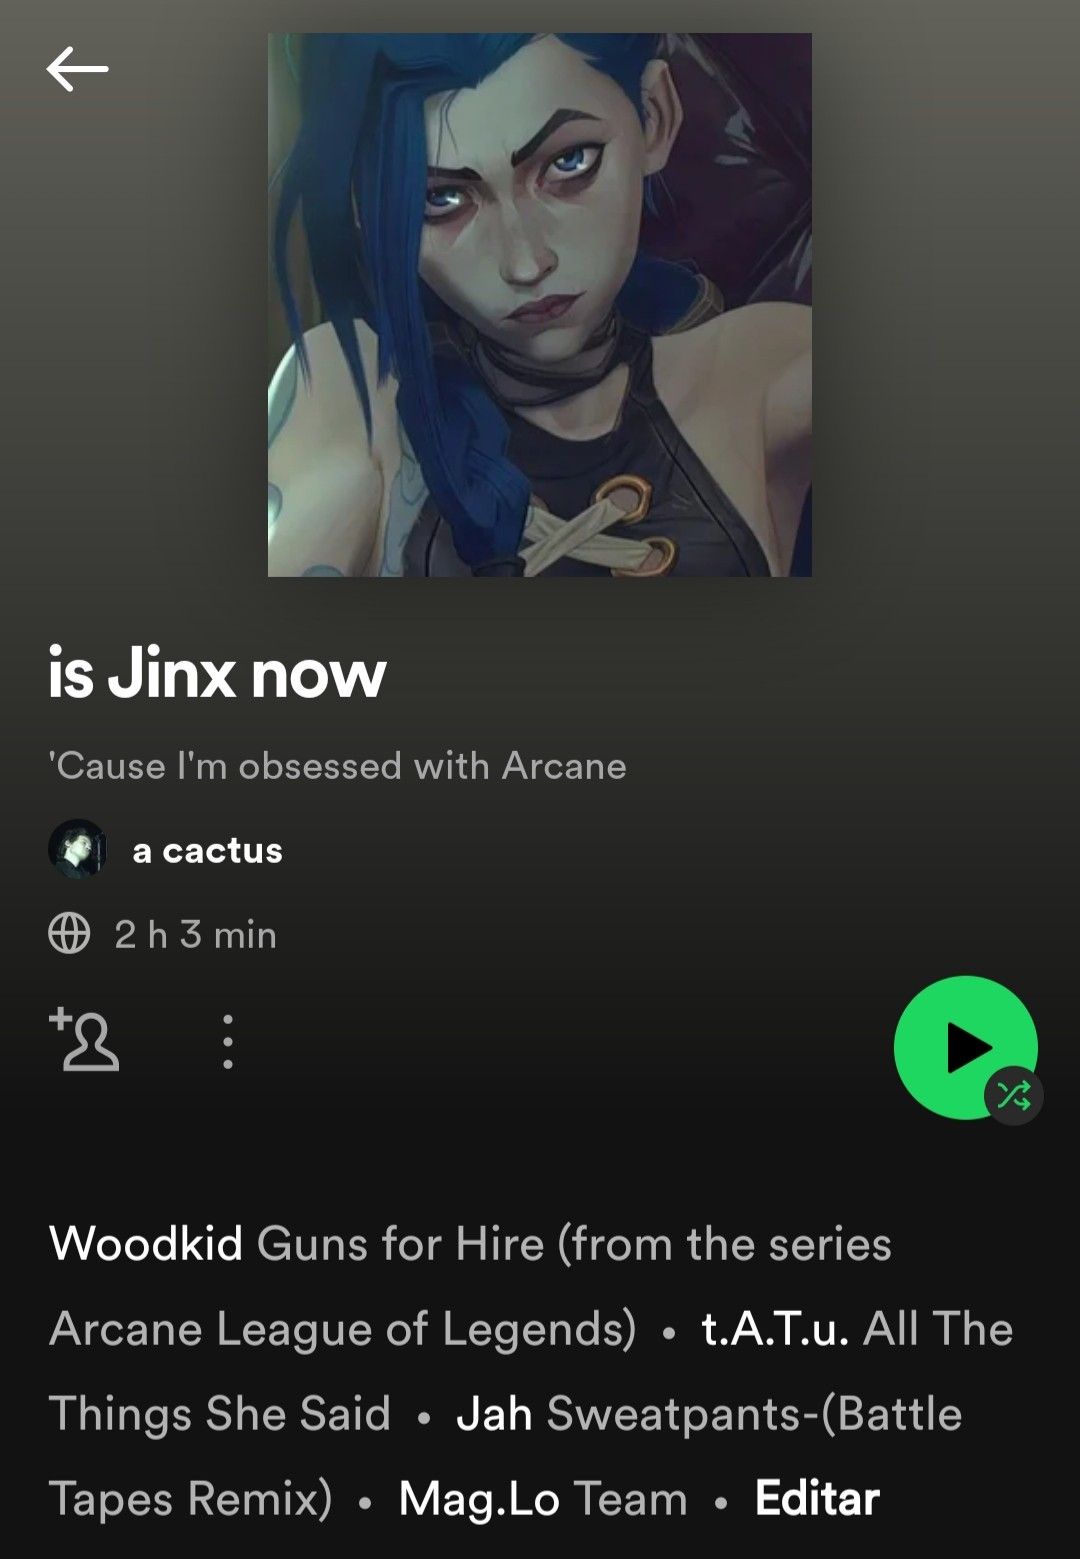 is Jinx now
'Cause I'm obsessed with Arcane
a cactus
2 h 3 min
Woodkid Guns for Hire (from the series
Arcane League of Legends) • t.A.T.u. All The
Things She Said • Jah Sweatpants-(Battle
Tapes Remix) • Mag.Lo Team • Editar